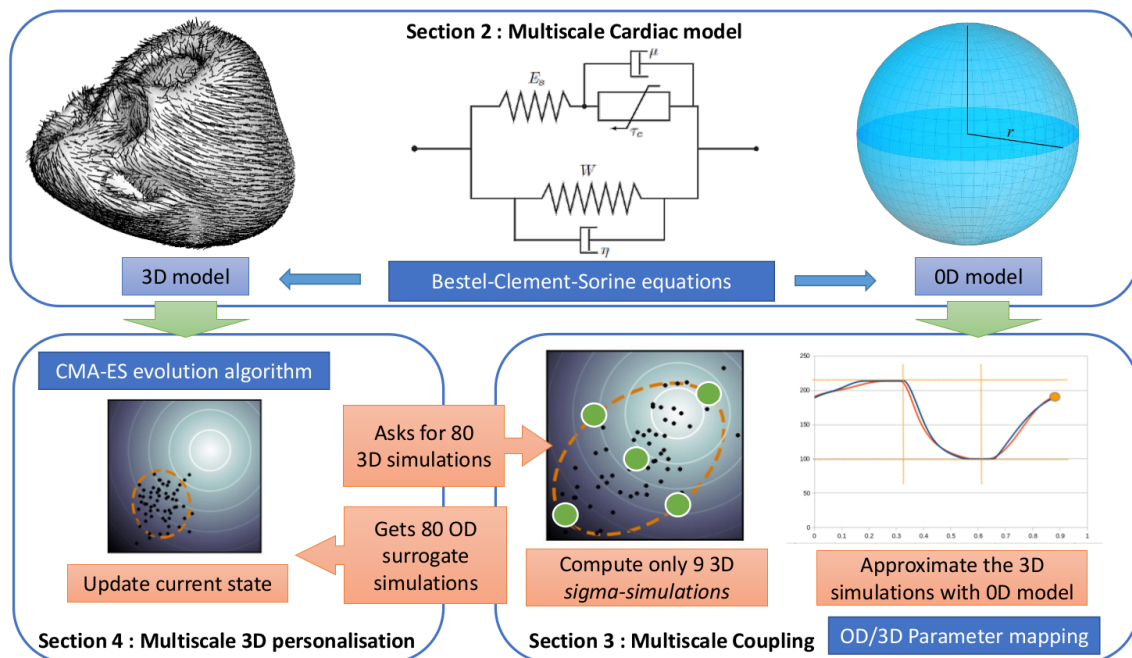 Section 2 : Multiscale Cardiac model
μ
E_s
τ_c
W
η
r
3D model
Bestel-Clement-Sorine equations
0D model
CMA-ES evolution algorithm
Asks for 80
3D simulations
Gets 80 OD
surrogate
simulations
Update current state
Section 4 : Multiscale 3D personalisation
Compute only 9 3D
sigma-simulations
250
200
150
100
50
0
0 0.1 0.2 0.3 0.4 0.5 0.6 0.7 0.8 0.9 1
Approximate the 3D
simulations with 0D model
Section 3 : Multiscale Coupling
OD/3D Parameter mapping